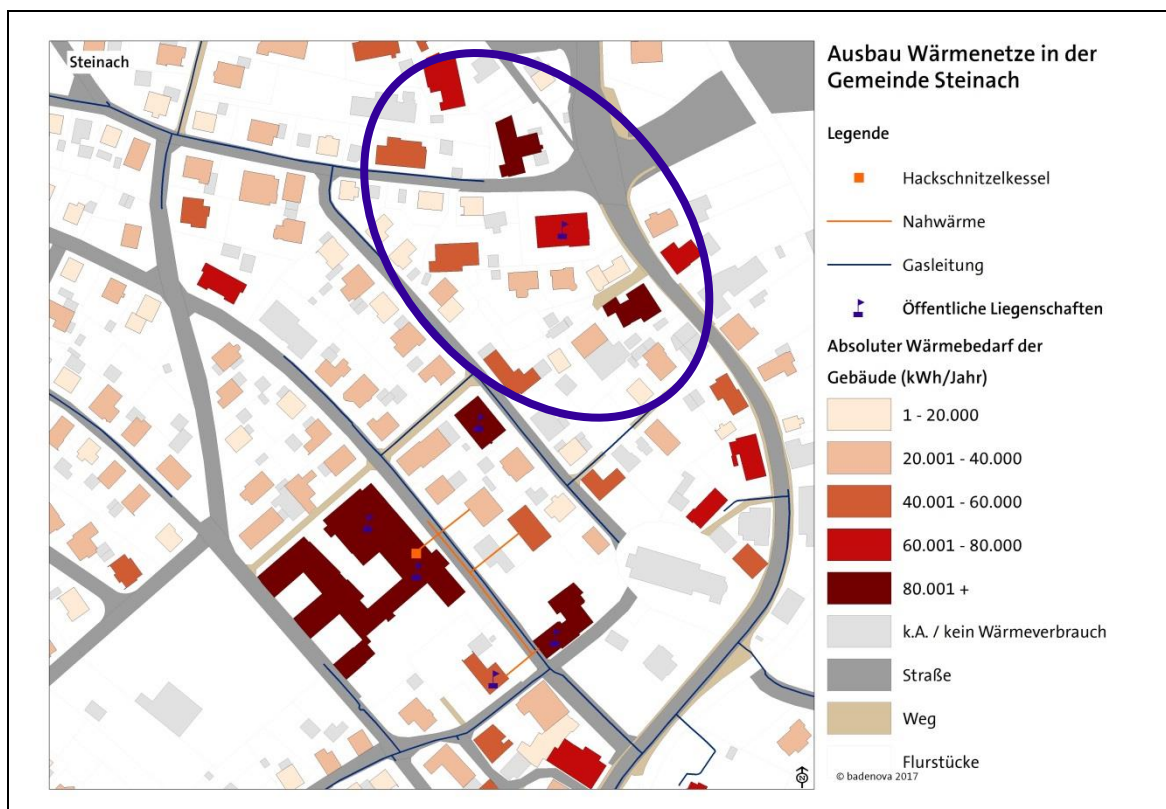 Steinach
Ausbau Wärmenetze in der
Gemeinde Steinach
Legende
Hackschnitzelkessel
Nahwärme
Gasleitung
Öffentliche Liegenschaften
Absoluter Wärmebedarf der
Gebäude (kWh/Jahr)
1 - 20.000
20.001 - 40.000
40.001 - 60.000
60.001 - 80.000
80.001 +
k.A. / kein Wärmeverbrauch
Straße
Weg
Flurstücke
N
© badenova 2017